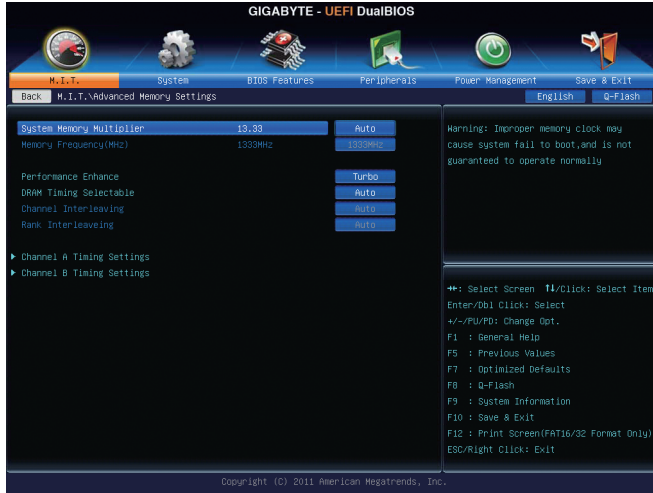 GIGABYTE - UEFI DualBIOS
M.I.T. System BIOS Features Peripherals Power Management Save & Exit
Back M.I.T.\Advanced Memory Settings English Q-Flash
System Memory Multiplier 13.33 Auto
Memory Frequency(MHz) 1333MHz 1333MHz
Performance Enhance Turbo
DRAM Timing Selectable Auto
Channel Interleaving Auto
Rank Interleaveing Auto
Channel A Timing Settings
Channel B Timing Settings
Warning: Improper memory clock may
cause system fail to boot,and is not
guaranteed to operate normally
→←: Select Screen ↑↓/Click: Select Item
Enter/Dbl Click: Select
+/-/PU/PD: Change Opt.
F1 : General Help
F5 : Previous Values
F7 : Optimized Defaults
F8 : Q-Flash
F9 : System Information
F10 : Save & Exit
F12 : Print Screen(FAT16/32 Format Only)
ESC/Right Click: Exit
Copyright (C) 2011 American Megatrends, Inc.